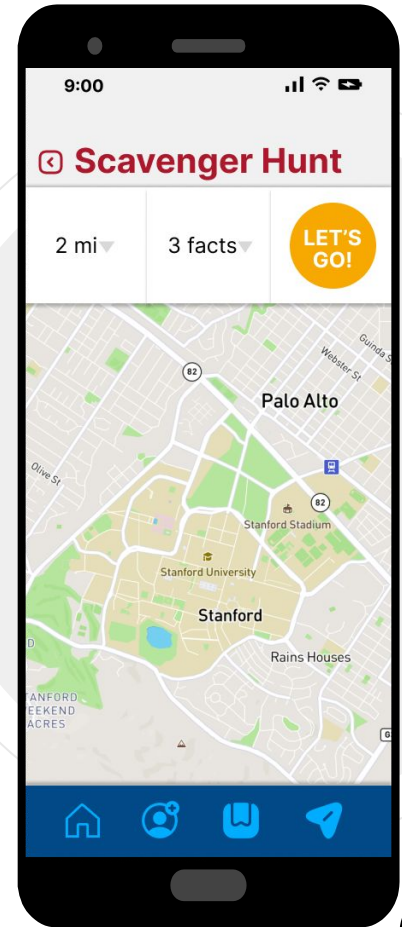 9:00
Scavenger Hunt
2 mi
3 facts
LET'S
GO!
Guinda S
Webster St
82
Palo Alto
Olive St
82
Stanford Stadium
Stanford University
Stanford
D
Rains Houses
TANFORD
EEKEND
ACRES
G